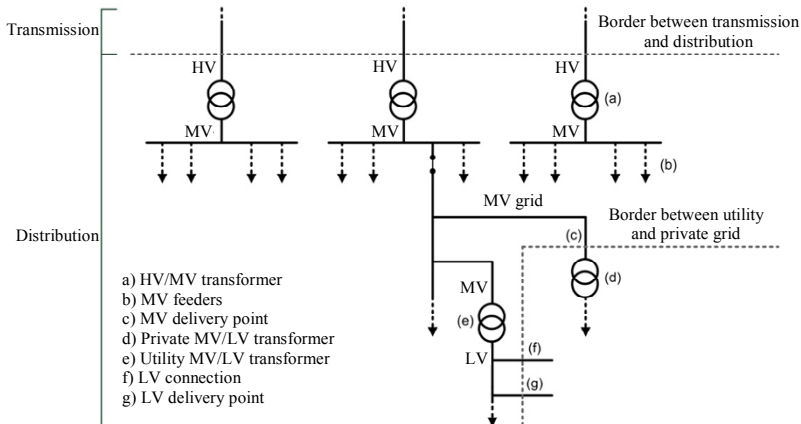 Transmission
Border between transmission
and distribution
HV
HV
HV
(a)
MV
MV
MV
(b)
MV grid
Border between utility
and private grid
(c)
Distribution
(d)
a) HV/MV transformer
b) MV feeders
c) MV delivery point
d) Private MV/LV transformer
e) Utility MV/LV transformer
f) LV connection
g) LV delivery point
MV
(e)
LV
(f)
(g)